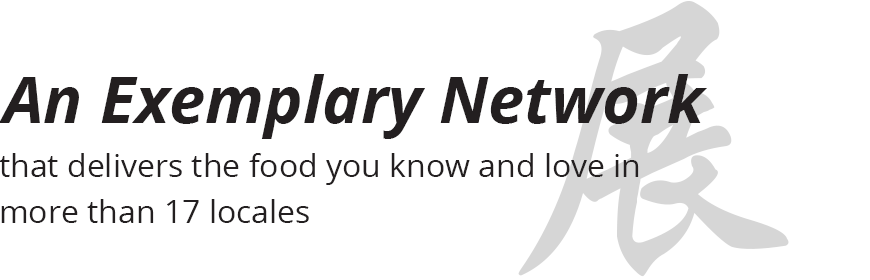 An Exemplary Network
that delivers the food you know and love in
more than 17 locales
展